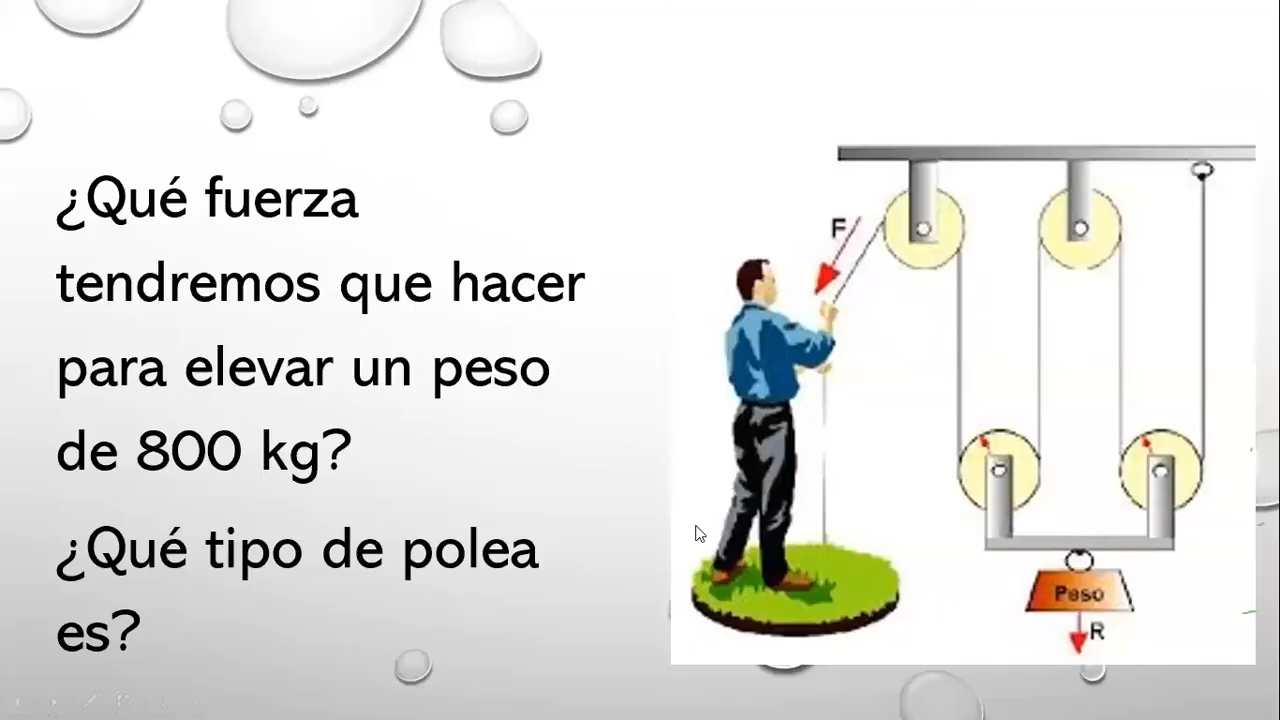 ¿Qué fuerza
tendremos que hacer
para elevar un peso
de 800 kg?
¿Qué tipo de polea
es?
F
Peso
R